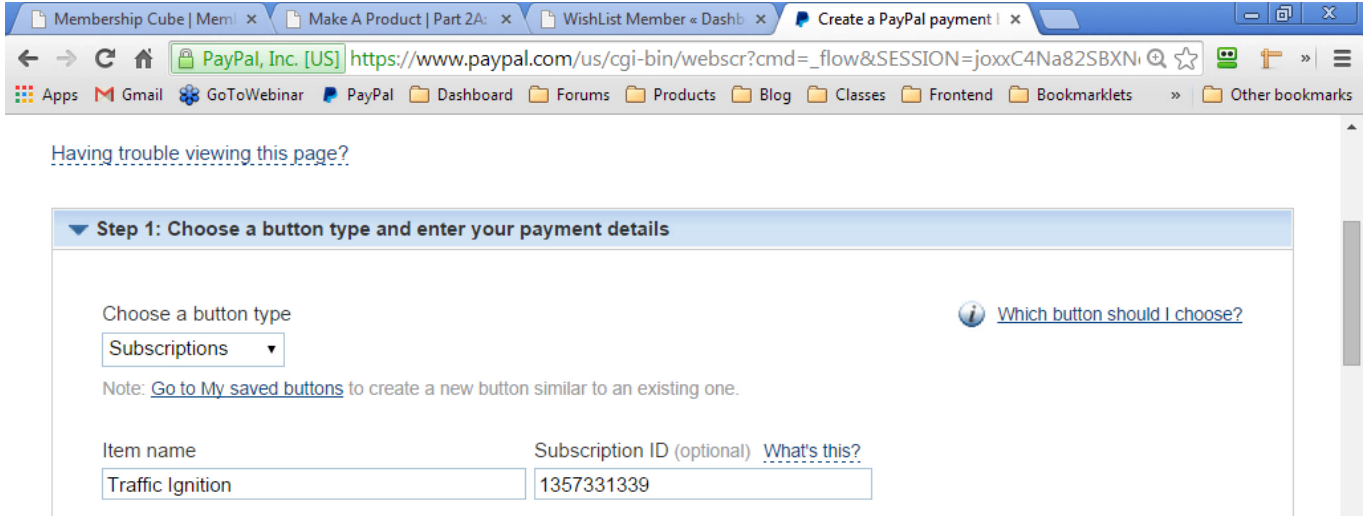 Membership Cube | Meml
Make A Product | Part 2A:
WishList Member « Dashb
Create a PayPal payment
PayPal, Inc. [US] https://www.paypal.com/us/cgi-bin/webscr?cmd=_flow&SESSION=joxxC4Na82SBXN
Apps Gmail GoToWebinar PayPal Dashboard Forums Products Blog Classes Frontend Bookmarklets » Other bookmarks
Having trouble viewing this page?
Step 1: Choose a button type and enter your payment details
Choose a button type
Which button should I choose?
Subscriptions
Note: Go to My saved buttons to create a new button similar to an existing one.
Item name
Subscription ID (optional) What's this?
Traffic Ignition
1357331339